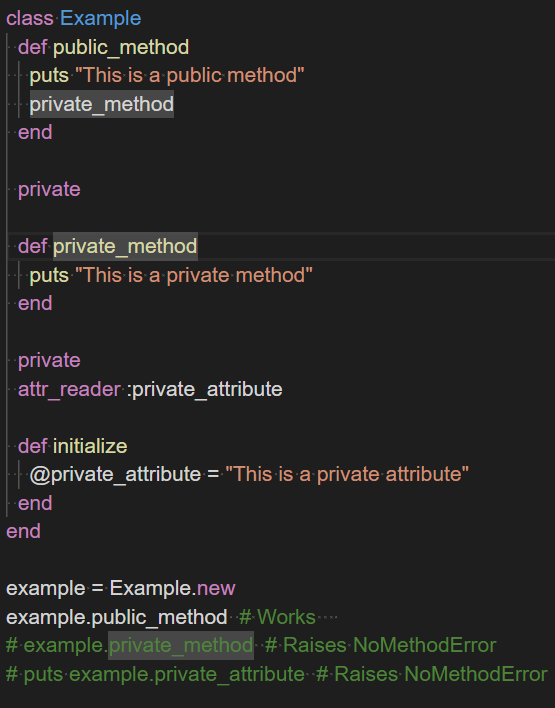 class Example
  def public_method
    puts "This is a public method"
    private_method
  end

  private

  def private_method
    puts "This is a private method"
  end

  private
  attr_reader :private_attribute

  def initialize
    @private_attribute = "This is a private attribute"
  end
end

example = Example.new
example.public_method  # Works
# example.private_method  # Raises NoMethodError
# puts example.private_attribute  # Raises NoMethodError